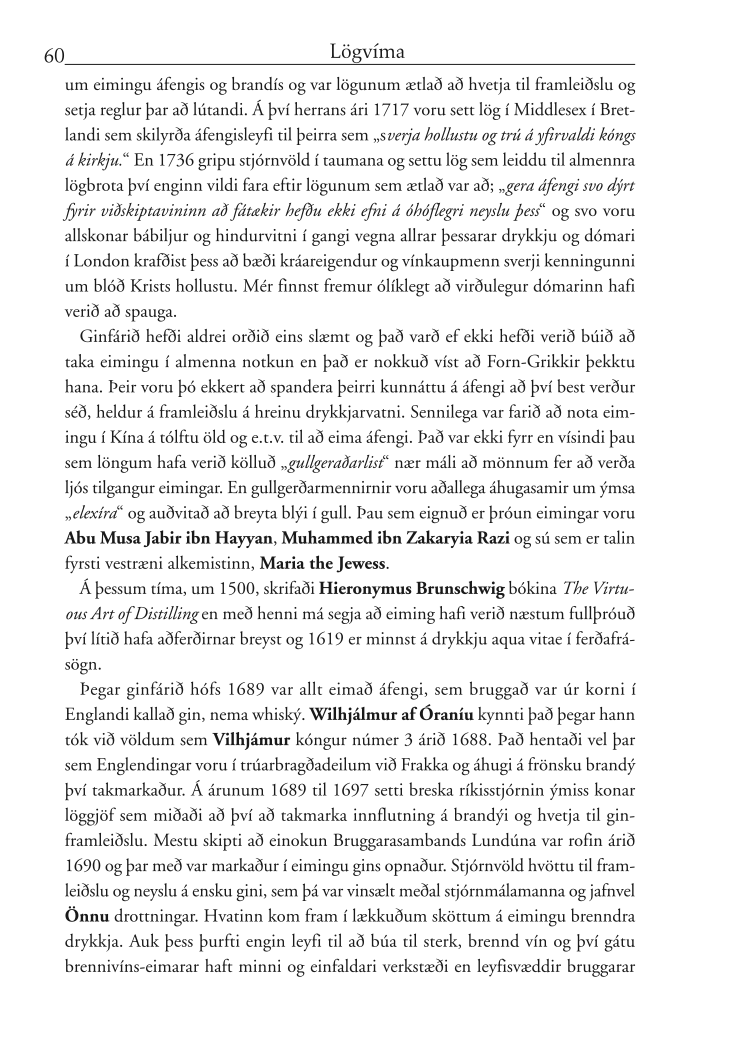 60
Lögvíma
um eimingu áfengis og brandís og var lögunum ætlað að hvetja til framleiðslu og
setja reglur þar að lútandi. Á því herrans ári 1717 voru sett lög í Middlesex í Bret-
landi sem skilyrða áfengisleyfi til þeirra sem „sverja hollustu og trú á yfirvaldi kóngs
á kirkju.“ En 1736 gripu stjórnvöld í taumana og settu lög sem leiddu til almennra
lögbrota því enginn vildi fara eftir lögunum sem ætlað var að; „gera áfengi svo dýrt
fyrir viðskiptavininn að fátækir hefðu ekki efni á óhóflegri neyslu þess“ og svo voru
allskonar bábiljur og hindurvitni í gangi vegna allrar þessarar drykkju og dómari
í London krafðist þess að bæði kráareigendur og vínkaupmenn sverji kenningunni
um blóð Krists hollustu. Mér finnst fremur ólíklegt að virðulegur dómarinn hafi
verið að spauga.
Ginfárið hefði aldrei orðið eins slæmt og það varð ef ekki hefði verið búið að
taka eimingu í almenna notkun en það er nokkuð víst að Forn-Grikkir þekktu
hana. Þeir voru þó ekkert að spandera þeirri kunnáttu á áfengi að því best verður
séð, heldur á framleiðslu á hreinu drykkjarvatni. Sennilega var farið að nota eim-
ingu í Kína á tólftu öld og e.t.v. til að eima áfengi. Það var ekki fyrr en vísindi þau
sem löngum hafa verið kölluð „gullgeraðarlist“ nær máli að mönnum fer að verða
ljós tilgangur eimingar. En gullgerðarmennirnir voru aðallega áhugasamir um ýmsa
„elexíra“ og auðvitað að breyta blýi í gull. Þau sem eignuð er þróun eimingar voru
Abu Musa Jabir ibn Hayyan, Muhammed ibn Zakaryia Razi og sú sem er talin
fyrsti vestræni alkemistinn, Maria the Jewess.
Á þessum tíma, um 1500, skrifaði Hieronymus Brunschwig bókina The Virtu-
ous Art of Distilling en með henni má segja að eiming hafi verið næstum fullþróuð
því lítið hafa aðferðirnar breyst og 1619 er minnst á drykkju aqua vitae í ferðafrá-
sögn.
Þegar ginfárið hófs 1689 var allt eimað áfengi, sem bruggað var úr korni í
Englandi kallað gin, nema whiský. Wilhjálmur af Óraníu kynnti það þegar hann
tók við völdum sem Vilhjámur kóngur númer 3 árið 1688. Það hentaði vel þar
sem Englendingar voru í trúarbragðadeilum við Frakka og áhugi á frönsku brandý
því takmarkaður. Á árunum 1689 til 1697 setti breska ríkisstjórnin ýmiss konar
löggjöf sem miðaði að því að takmarka innflutning á brandýi og hvetja til gin-
framleiðslu. Mestu skipti að einokun Bruggarasambands Lundúna var rofin árið
1690 og þar með var markaður í eimingu gins opnaður. Stjórnvöld hvöttu til fram-
leiðslu og neyslu á ensku gini, sem þá var vinsælt meðal stjórnmálamanna og jafnvel
Önnu drottningar. Hvatinn kom fram í lækkuðum sköttum á eimingu brenndra
drykkja. Auk þess þurfti engin leyfi til að búa til sterk, brennd vín og því gátu
brennivíns-eimarar haft minni og einfaldari verkstæði en leyfisvæddir bruggarar